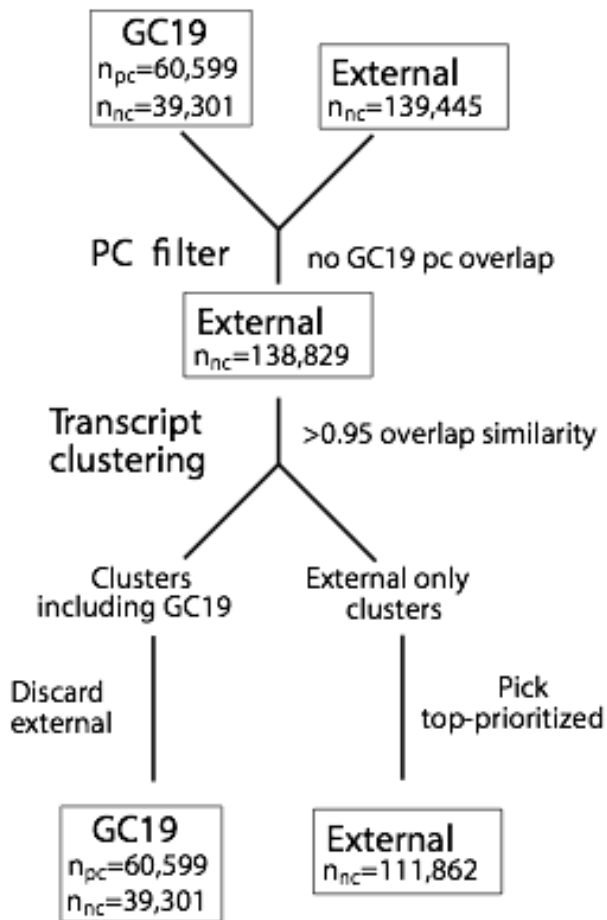 GC19
npc=60,599
nnc=39,301
External
nnc=139,445
PC filter
no GC19 pc overlap
External
nnc=138,829
Transcript
clustering
>0.95 overlap similarity
Clusters
including GC19
External only
clusters
Discard
external
Pick
top-prioritized
GC19
npc=60,599
nnc=39,301
External
nnc=111,862